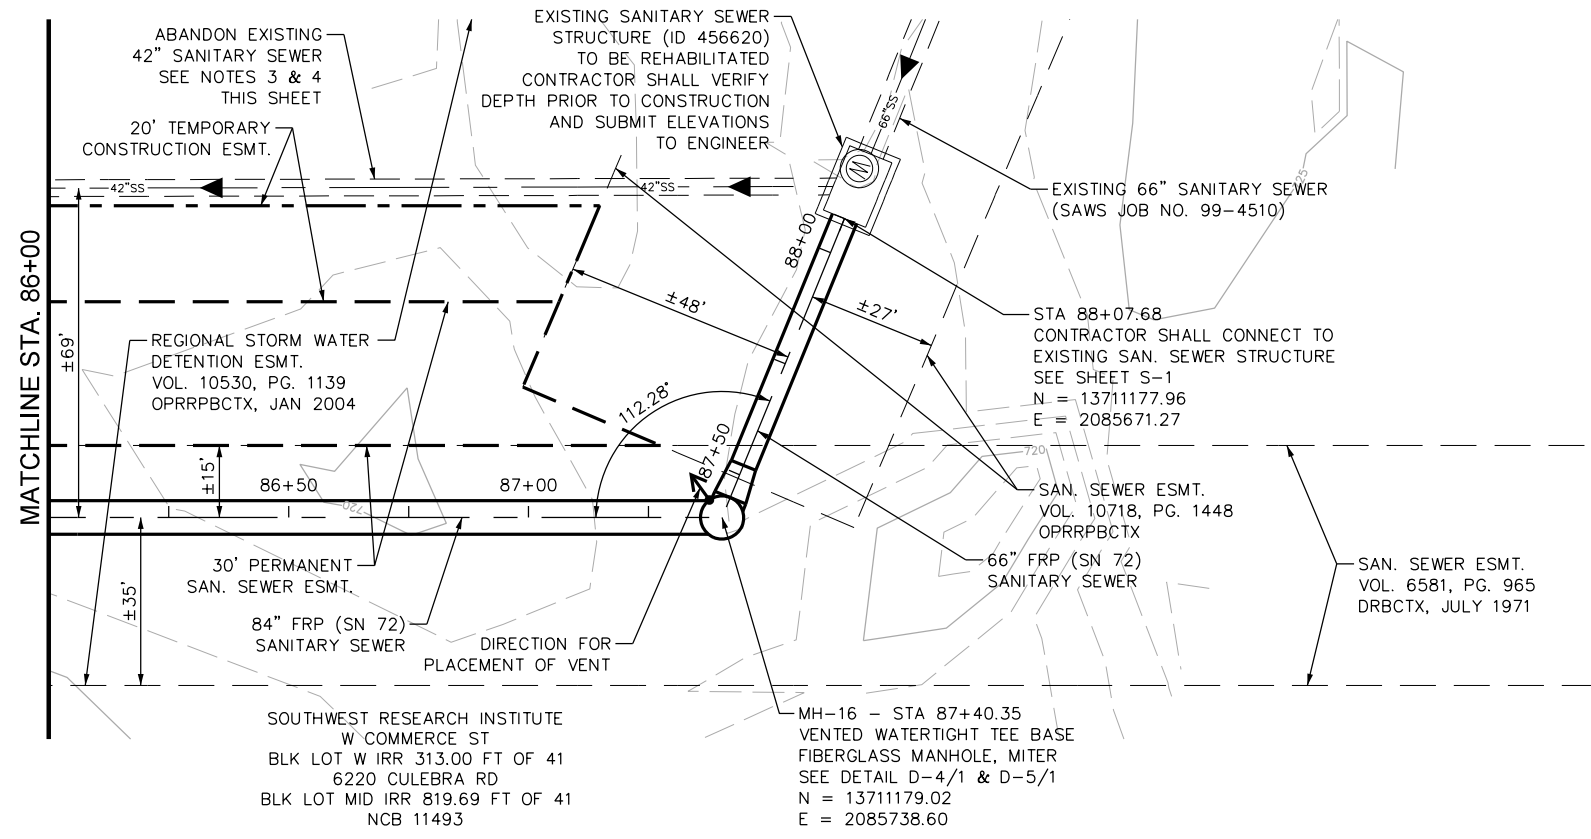 ABANDON EXISTING
42" SANITARY SEWER
SEE NOTES 3 & 4
THIS SHEET
20' TEMPORARY
CONSTRUCTION ESMT.
EXISTING SANITARY SEWER
STRUCTURE (ID 456620)
TO BE REHABILITATED
CONTRACTOR SHALL VERIFY
DEPTH PRIOR TO CONSTRUCTION
AND SUBMIT ELEVATIONS
TO ENGINEER
66"SS
EXISTING 66" SANITARY SEWER
(SAWS JOB NO. 99-4510)
725
42"SS
42"SS
MATCHLINE STA. 86+00
±69'
REGIONAL STORM WATER
DETENTION ESMT.
VOL. 10530, PG. 1139
OPRRPBCTX, JAN 2004
88+00
±48'
±27'
STA 88+07.68
CONTRACTOR SHALL CONNECT TO
EXISTING SAN. SEWER STRUCTURE
SEE SHEET S-1
N = 13711177.96
E = 2085671.27
112.28°
87+50
720
±15'
86+50
87+00
720
SAN. SEWER ESMT.
VOL. 10718, PG. 1448
OPRRPBCTX
66" FRP (SN 72)
SANITARY SEWER
30' PERMANENT
SAN. SEWER ESMT.
±35'
84" FRP (SN 72)
SANITARY SEWER
DIRECTION FOR
PLACEMENT OF VENT
SAN. SEWER ESMT.
VOL. 6581, PG. 965
DRBCTX, JULY 1971
SOUTHWEST RESEARCH INSTITUTE
W COMMERCE ST
BLK LOT W IRR 313.00 FT OF 41
6220 CULEBRA RD
BLK LOT MID IRR 819.69 FT OF 41
NCB 11493
MH-16 - STA 87+40.35
VENTED WATERTIGHT TEE BASE
FIBERGLASS MANHOLE, MITER
SEE DETAIL D-4/1 & D-5/1
N = 13711179.02
E = 2085738.60